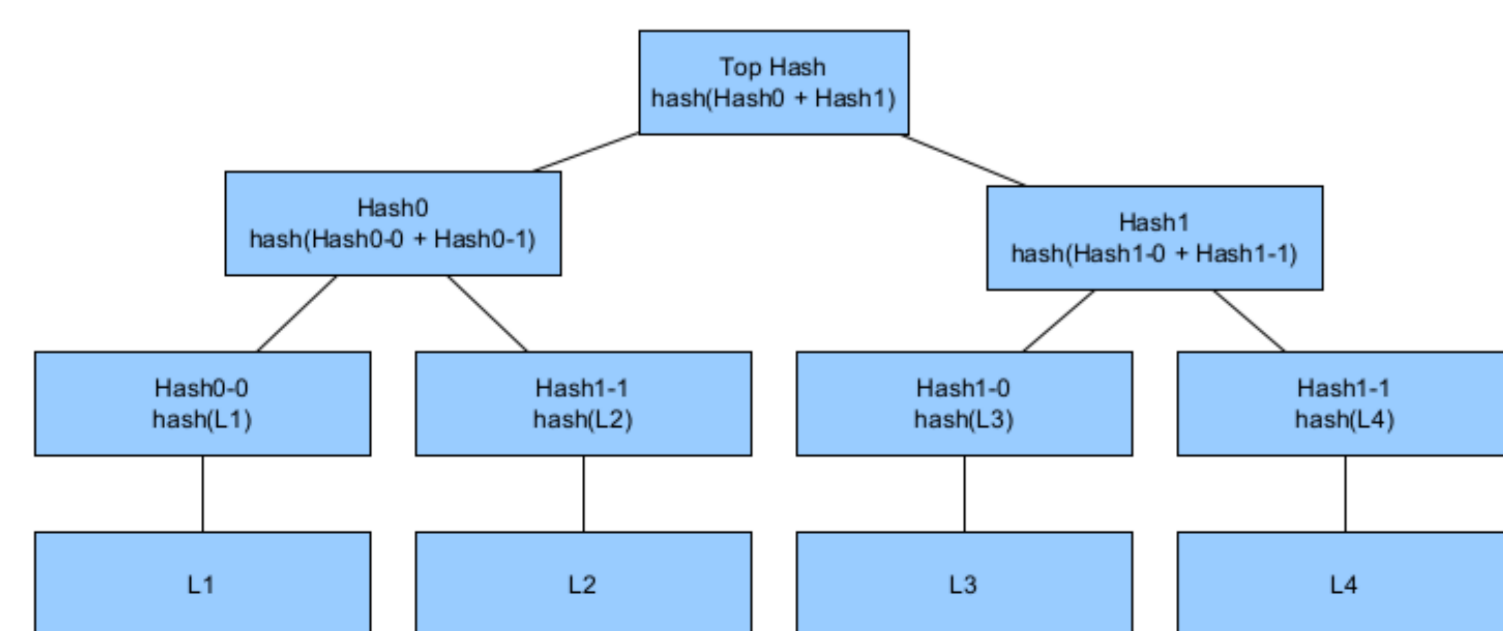 Top Hash
hash(Hash0 + Hash1)
Hash0
hash(Hash0-0 + Hash0-1)
Hash1
hash(Hash1-0 + Hash1-1)
Hash0-0
hash(L1)
Hash1-1
hash(L2)
Hash1-0
hash(L3)
Hash1-1
hash(L4)
L1
L2
L3
L4